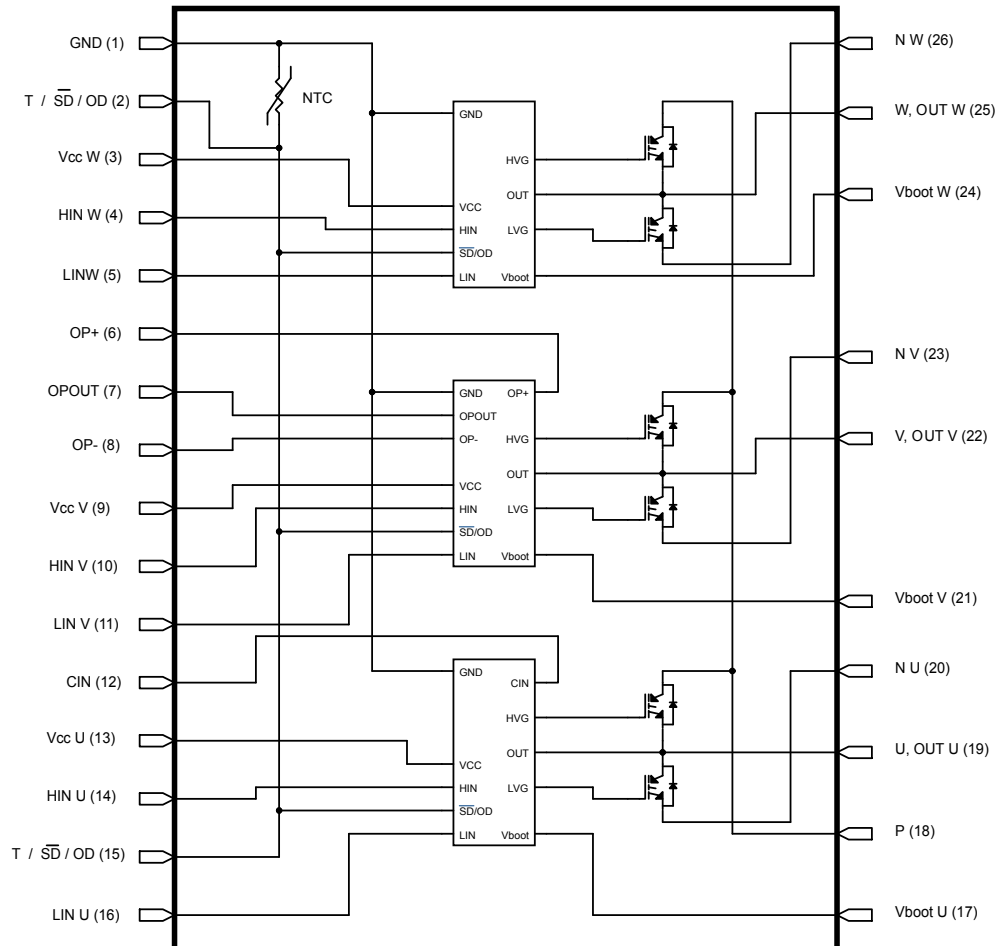 GND (1)
T / SD / OD (2)
Vcc W (3)
HIN W (4)
LINW (5)
OP+ (6)
OPOUT (7)
OP- (8)
Vcc V (9)
HIN V (10)
LIN V (11)
CIN (12)
Vcc U (13)
HIN U (14)
T / SD / OD (15)
LIN U (16)
NTC
GND
HVG
OUT
VCC
HIN
LVG
SD/OD
LIN
Vboot
GND
OP+
OPOUT
OP-
HVG
OUT
VCC
HIN
LVG
SD/OD
LIN
Vboot
GND
CIN
HVG
OUT
VCC
HIN
LVG
SD/OD
LIN
Vboot
N W (26)
W, OUT W (25)
Vboot W (24)
N V (23)
V, OUT V (22)
Vboot V (21)
N U (20)
U, OUT U (19)
P (18)
Vboot U (17)